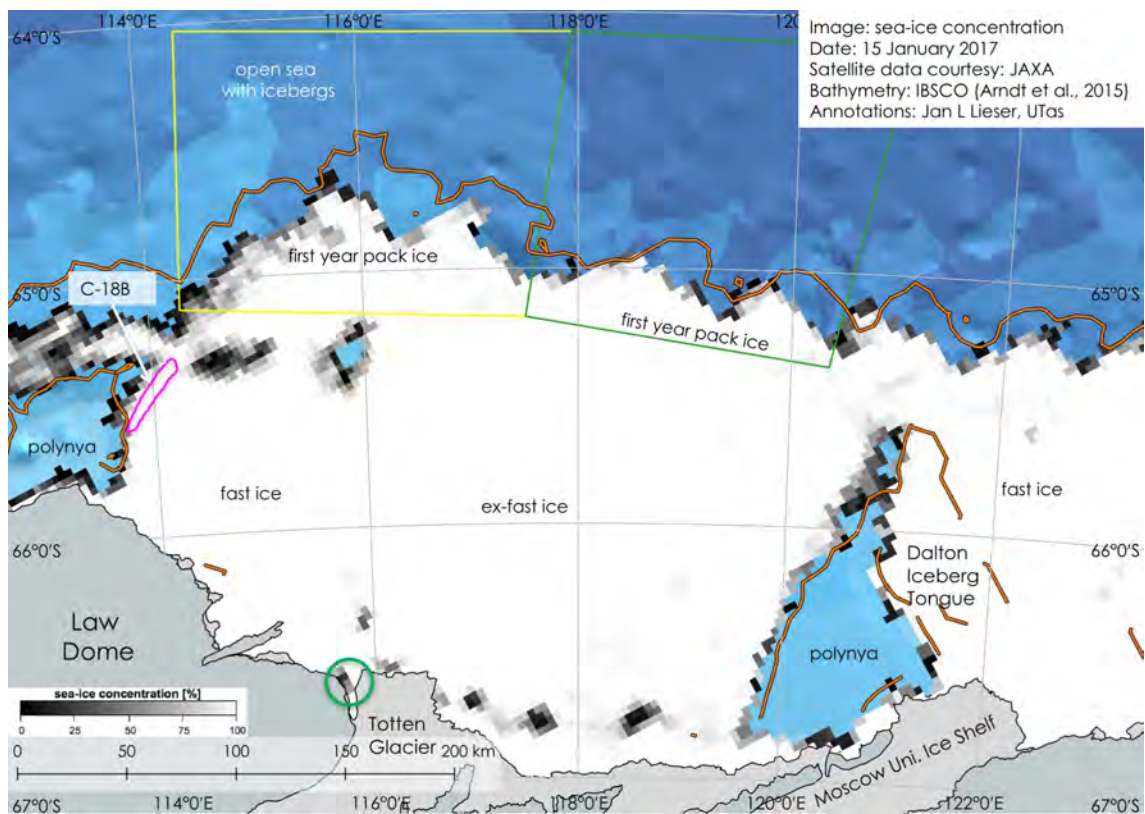 114°0'E
116°0'E
118°0'E
12
64°0'S
Image: sea-ice concentration
Date: 15 January 2017
Satellite data courtesy: JAXA
Bathymetry: IBSCO (Arndt et al., 2015)
Annotations: Jan L Lieser, UTas
open sea
with icebergs
first year pack ice
C-18B
65°0'S
65°0'S
first year pack ice
polynya
fast ice
ex-fast ice
fast ice
66°0'S
66°0'S
Dalton
Iceberg
Tongue
Law
Dome
polynya
sea-ice concentration [%]
0 25 50 75 100
Totten
Glacier
0 50 100 150 200 km
Moscow Uni. Ice Shelf
67°0'S
114°0'E
116°0'E
118°0'E
120°0'E
122°0'E
67°0'S